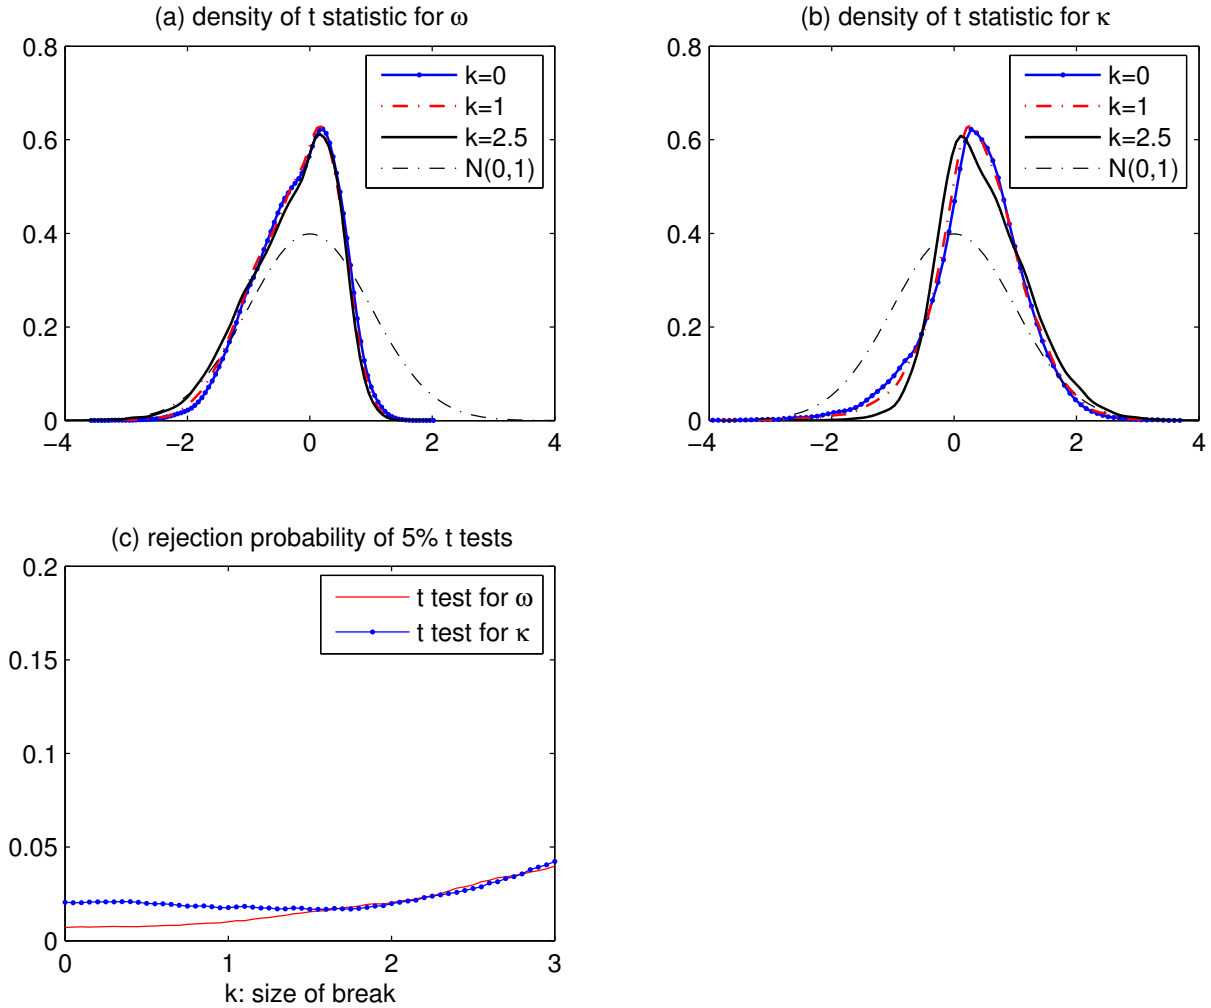 (a) density of t statistic for ω
0.8
0.6
0.4
0.2
0
−4
−2
0
2
4
k=0
k=1
k=2.5
N(0,1)
(b) density of t statistic for κ
0.8
0.6
0.4
0.2
0
−4
−2
0
2
4
k=0
k=1
k=2.5
N(0,1)
(c) rejection probability of 5% t tests
0.2
0.15
0.1
0.05
0
0
1
2
3
t test for ω
t test for κ
k: size of break